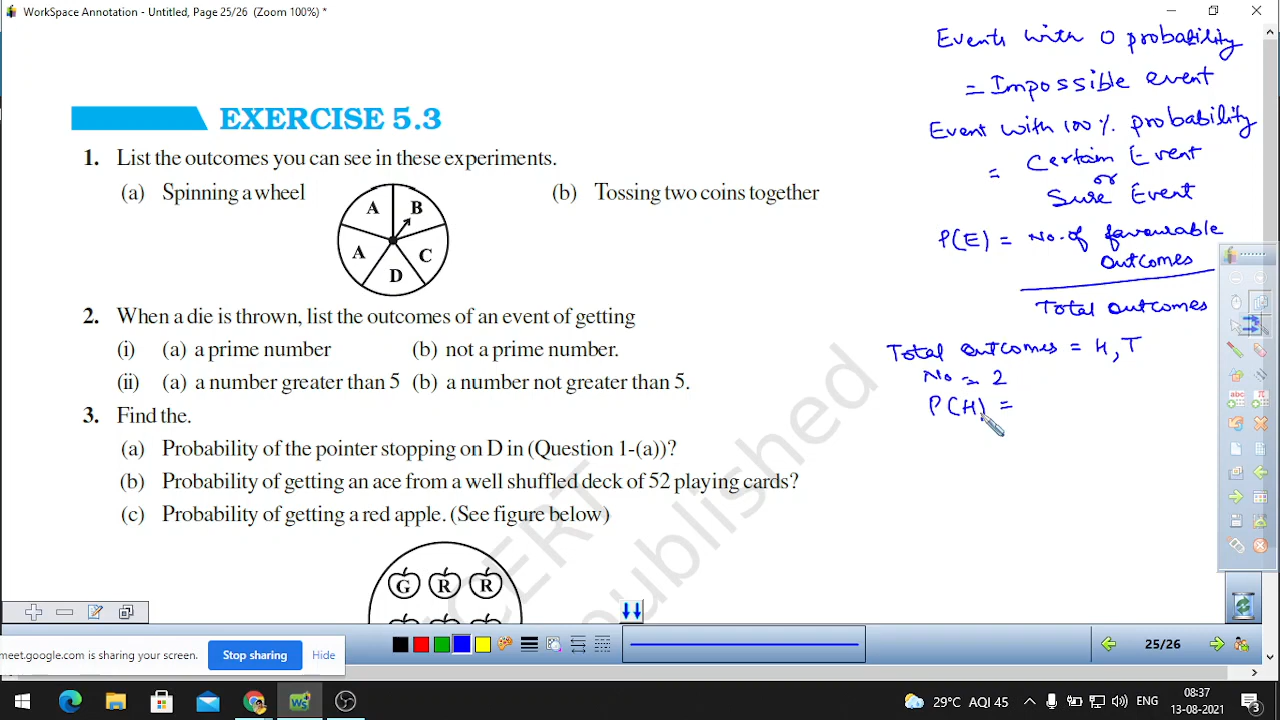 WorkSpace Annotation - Untitled, Page 25/26 (Zoom 100%) *
EXERCISE 5.3
1. List the outcomes you can see in these experiments.
(a) Spinning a wheel (b) Tossing two coins together
A B
A C
D
2. When a die is thrown, list the outcomes of an event of getting
(i) (a) a prime number (b) not a prime number.
(ii) (a) a number greater than 5 (b) a number not greater than 5.
3. Find the.
(a) Probability of the pointer stopping on D in (Question 1-(a))?
(b) Probability of getting an ace from a well shuffled deck of 52 playing cards?
(c) Probability of getting a red apple. (See figure below)
G R R
Events with 0 probability
= Impossible event
Event with 100% probability
= Certain Event
or
Sure Event
P(E) = No. of favourable
outcomes
Total outcomes
Total outcomes = H, T
No = 2
P(H) =
NCERT
republished
abc
25/26
meet.google.com is sharing your screen. Stop sharing Hide
29°C AQI 45 ENG 08:37
13-08-2021
3